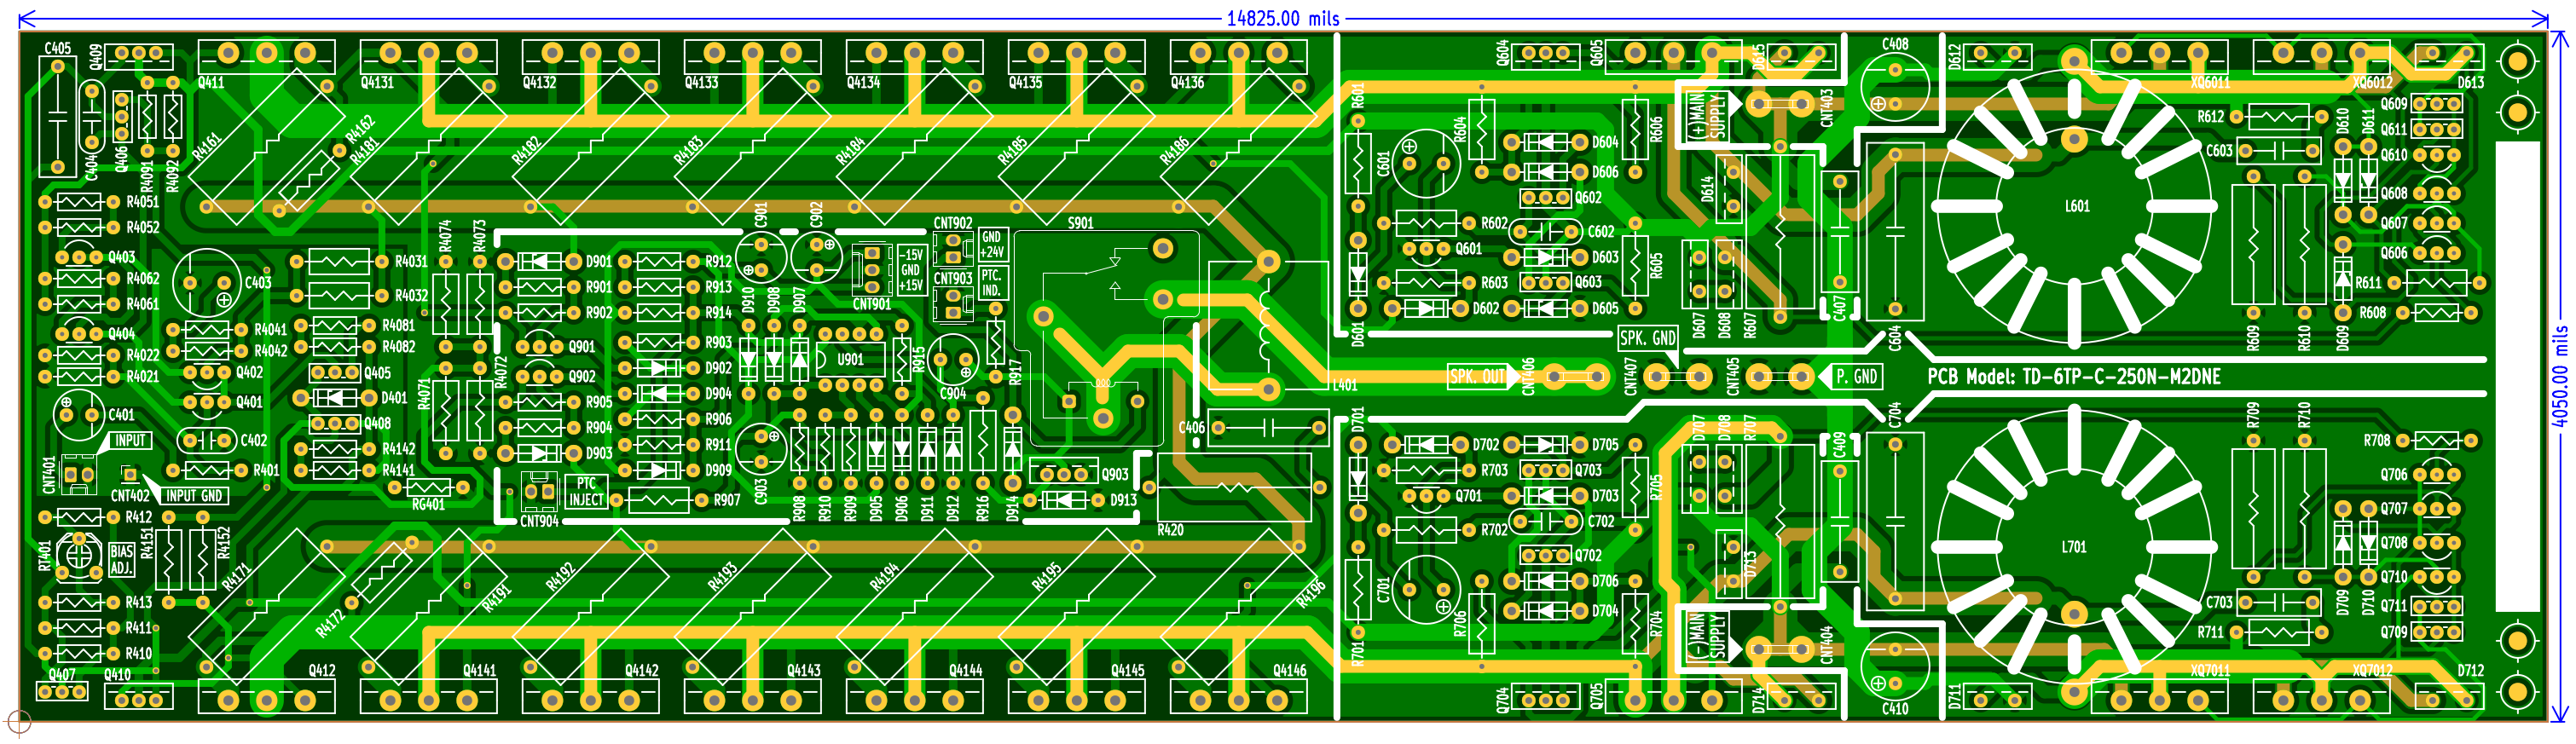 14825.00 mils
C405
Q409
Q411
Q4131
Q4132
Q4133
Q4134
Q4135
Q4136
Q604
Q605
D615
C408
D612
XQ6011
XQ6012
D613
C404
Q406
R4091
R4092
R4161
R4162
R4181
R4182
R4183
R4184
R4185
R4186
R601
R604
R606
(+)MAIN
SUPPLY
CNT403
R612
D610
D611
Q609
Q611
C601
D604
D606
C603
Q610
R4051
R4052
Q602
D614
L601
Q608
R4074
R4073
C901
C902
CNT902
GND
+24V
S901
R602
C602
Q607
Q403
R4062
R4061
C403
R4031
R4032
D901
R901
R902
R912
R913
R914
-15V
GND
+15V
CNT901
CNT903
PTC.
IND.
Q601
R603
D603
Q603
D602
D605
R605
Q606
R611
R608
D601
D607
D608
R607
C407
C604
R609
R610
D609
Q404
R4041
R4042
R4081
R4082
R4072
Q901
Q902
R903
D902
D904
D910
D908
D907
U901
R915
C904
R917
SPK. GND
R4022
R4021
Q402
Q401
Q405
D401
R4071
L401
SPK. OUT
CNT406
CNT407
CNT405
P. GND
PCB Model: TD-6TP-C-250N-M2DNE
4050.00 mils
C401
INPUT
C402
Q408
R905
R904
R906
R911
D903
D909
C903
C406
D701
D702
D705
D707
D708
R707
C409
C704
R709
R710
R708
CNT401
CNT402
INPUT GND
R401
R4142
R4141
RG401
PTC
INJECT
CNT904
R907
R908
R910
R909
D905
D906
D911
D912
R916
D914
Q903
D913
R420
R703
Q703
Q701
D703
R705
R702
C702
Q706
Q707
R412
RT401
BIAS
ADJ.
R4151
R4152
R4171
R4172
R4191
R4192
R4193
R4194
R4195
R4196
Q702
D713
L701
Q708
R413
R411
R410
C701
D706
D704
R701
R706
R704
(-)MAIN
SUPPLY
CNT404
C703
D709
D710
Q710
Q711
R711
Q709
Q407
Q410
Q412
Q4141
Q4142
Q4143
Q4144
Q4145
Q4146
Q704
Q705
D714
C410
D711
XQ7011
XQ7012
D712